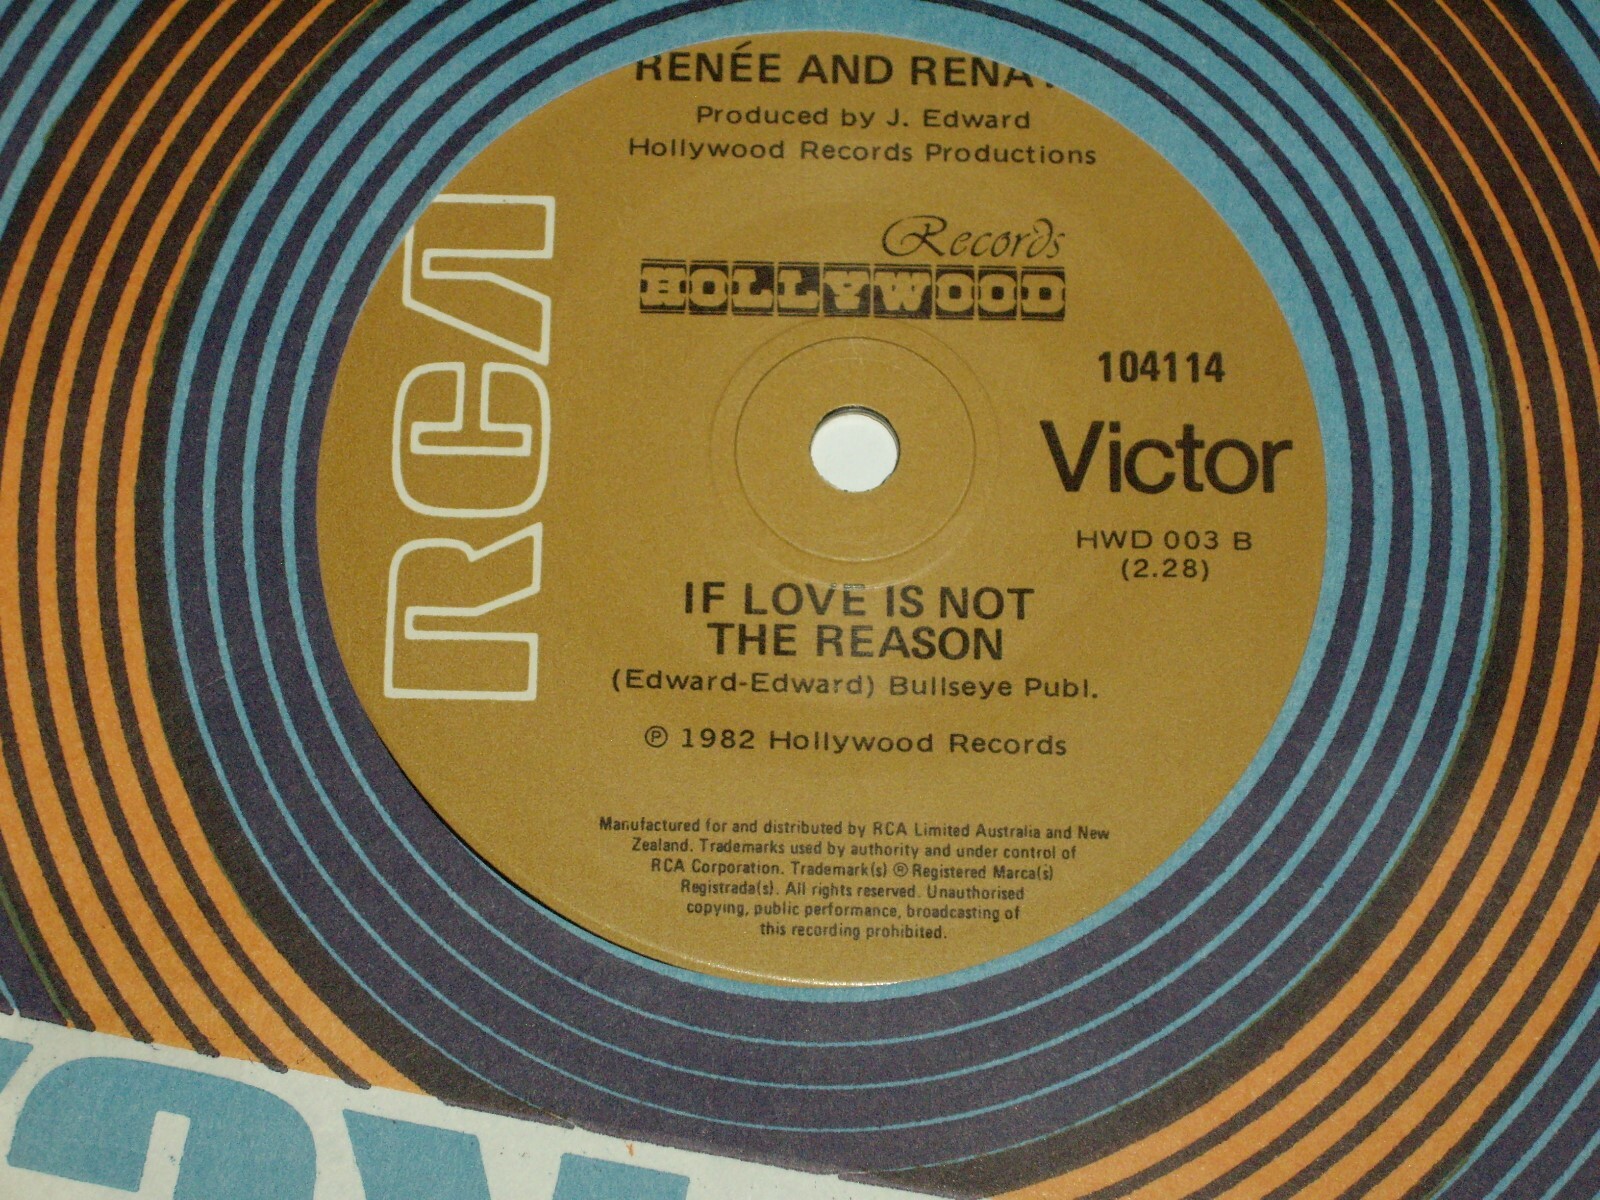 RENÉE AND
Produced by J. Edward
Hollywood Records Productions
Records
HOLLYWOOD
RCA
104114
Victor
HWD 003 B
(2.28)
IF LOVE IS NOT
THE REASON
(Edward-Edward) Bullseye Publ.
℗ 1982 Hollywood Records
Manufactured for and distributed by RCA Limited Australia and New
Zealand. Trademarks used by authority and under control of
RCA Corporation. Trademark(s) ® Registered Marca(s)
Registrada(s). All rights reserved. Unauthorised
copying, public performance, broadcasting of
this recording prohibited.